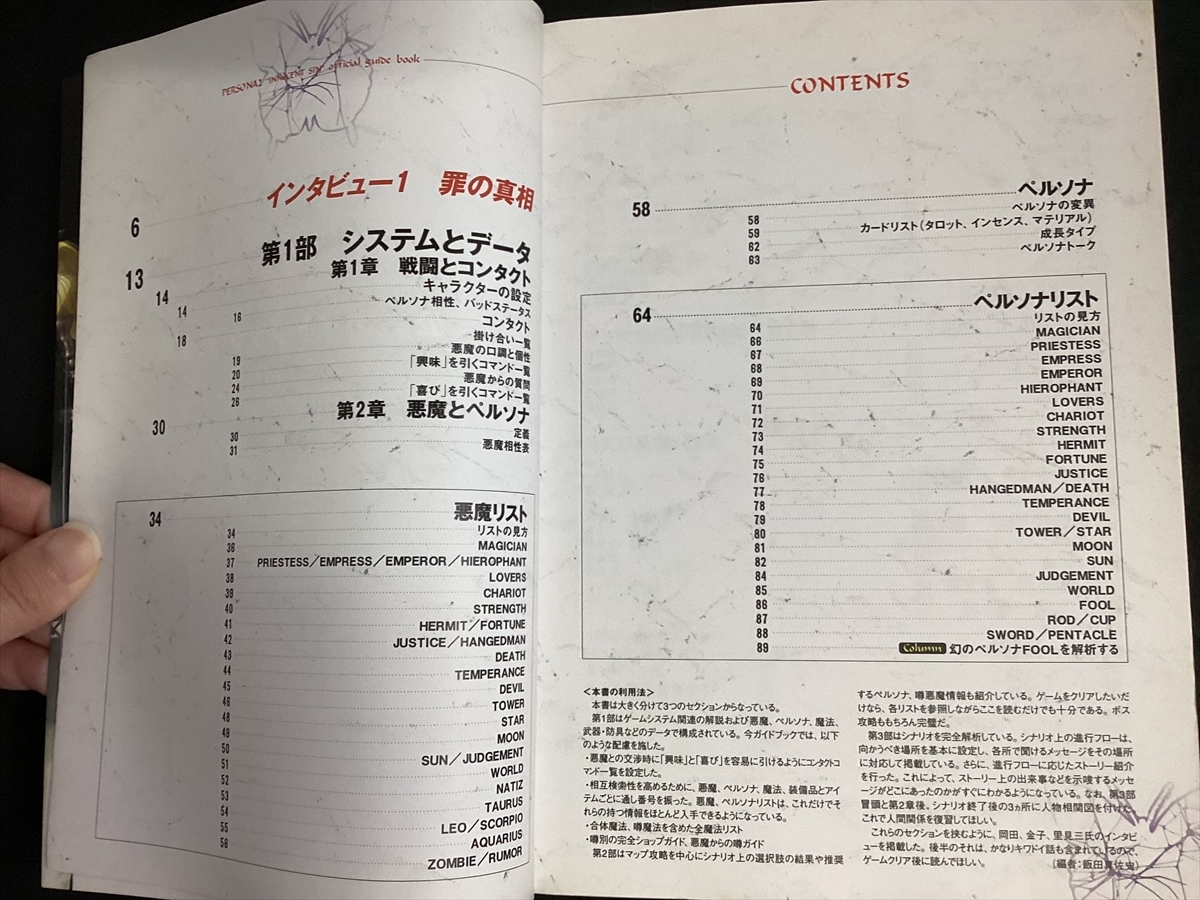 PERSONA2 INNOCENT SIN official guide book
インタビュー1 罪の真相
6
第1部 システムとデータ
13
第1章 戦闘とコンタクト
14
キャラクターの設定
14
ペルソナ相性、バッドステータス
16
コンタクト
18
掛け合い一覧
19
悪魔の口調と個性
20
「興味」を引くコマンド一覧
24
悪魔からの質問
26
「喜び」を引くコマンド一覧
第2章 悪魔とペルソナ
30
定義
30
悪魔相性表
31
34 悪魔リスト
34 リストの見方
36 MAGICIAN
37 PRIESTESS/EMPRESS/EMPEROR/HIEROPHANT
38 LOVERS
39 CHARIOT
40 STRENGTH
41 HERMIT/FORTUNE
42 JUSTICE/HANGEDMAN
43 DEATH
44 TEMPERANCE
45 DEVIL
46 TOWER
48 STAR
49 MOON
50 SUN/JUDGEMENT
51 WORLD
52 NATIZ
53 TAURUS
54 LEO/SCORPIO
55 AQUARIUS
56 ZOMBIE/RUMOR
CONTENTS
58 ペルソナ
58 ペルソナの変異
59 カードリスト(タロット、インセンス、マテリアル)
62 成長タイプ
63 ペルソナトーク
64 ペルソナリスト
64 リストの見方
66 MAGICIAN
67 PRIESTESS
68 EMPRESS
69 EMPEROR
70 HIEROPHANT
71 LOVERS
72 CHARIOT
73 STRENGTH
74 HERMIT
75 FORTUNE
76 JUSTICE
77 HANGEDMAN/DEATH
78 TEMPERANCE
79 DEVIL
80 TOWER/STAR
81 MOON
82 SUN
84 JUDGEMENT
85 WORLD
86 FOOL
87 ROD/CUP
88 SWORD/PENTACLE
89 Column 幻のペルソナFOOLを解析する
<本書の利用法>
本書は大きく分けて3つのセクションからなっている。
第1部はゲームシステム関連の解説および悪魔、ペルソナ、魔法、
武器・防具などのデータで構成されている。今ガイドブックでは、以下
のような配慮を施した。
・悪魔との交渉時に「興味」と「喜び」を容易に引けるようにコンタクトコ
マンド一覧を設定した。
・相互検索性を高めるために、悪魔、ペルソナ、魔法、装備品とアイ
テムごとに通し番号を振った。悪魔、ペルソナリストは、これだけでそ
れらの持つ情報をほとんど入手できるようになっている。
・合体魔法、噂魔法を含めた全魔法リスト
・噂別の完全ショップガイド、悪魔からの噂ガイド
第2部はマップ攻略を中心にシナリオ上の選択肢の結果や推奨
するペルソナ、噂悪魔情報も紹介している。ゲームをクリアしたいだ
けなら、各リストを参照しながらここを読むだけでも十分である。ボス
攻略ももちろん完璧だ。
第3部はシナリオを完全解析している。シナリオ上の進行フローは、
向かうべき場所を基本に設定し、各所で聞けるメッセージをその場所
に対応して掲載している。さらに、進行フローに応じたストーリー紹介
を行った。これによって、ストーリー上の出来事などを示唆するメッセ
ージがどこにあったのかがすぐにわかるようになっている。なお、第3部
冒頭と第2章後、シナリオ終了後の3ヵ所に人物相関図を付けた。
これで人間関係を復習してほしい。
これらのセクションを挟むように、岡田、金子、里見三氏のインタビ
ューを掲載した。後半のそれは、かなりキワドイ話も含まれているので、
ゲームクリア後に読んでほしい。
(編者:飯田真佐史)